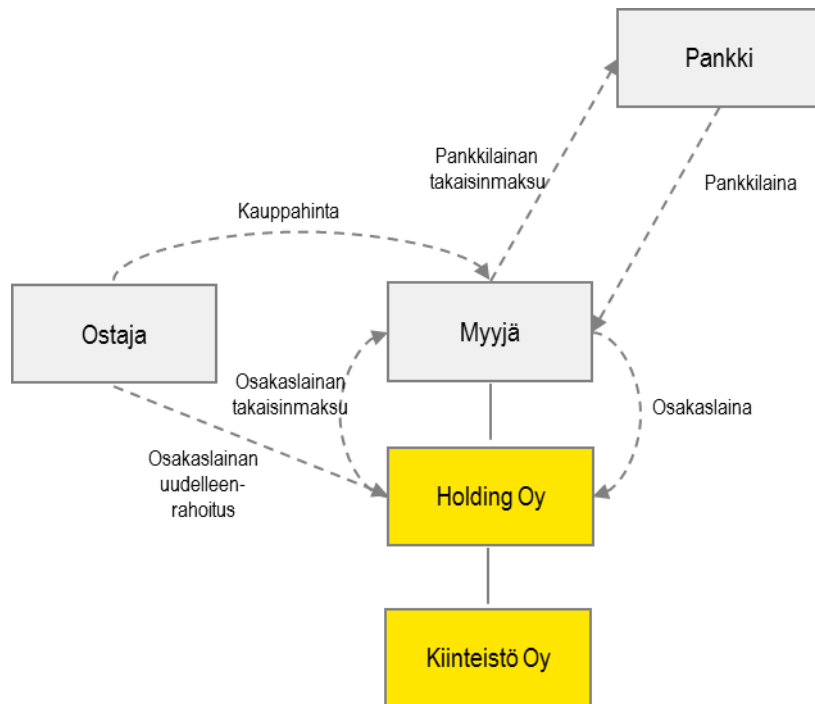 Pankki
Pankkilainan
takaisinmaksu
Pankkilaina
Kauppahinta
Ostaja
Myyjä
Osakaslainan
takaisinmaksu
Osakaslaina
Osakaslainan
uudelleen-
rahoitus
Holding Oy
Kiinteistö Oy